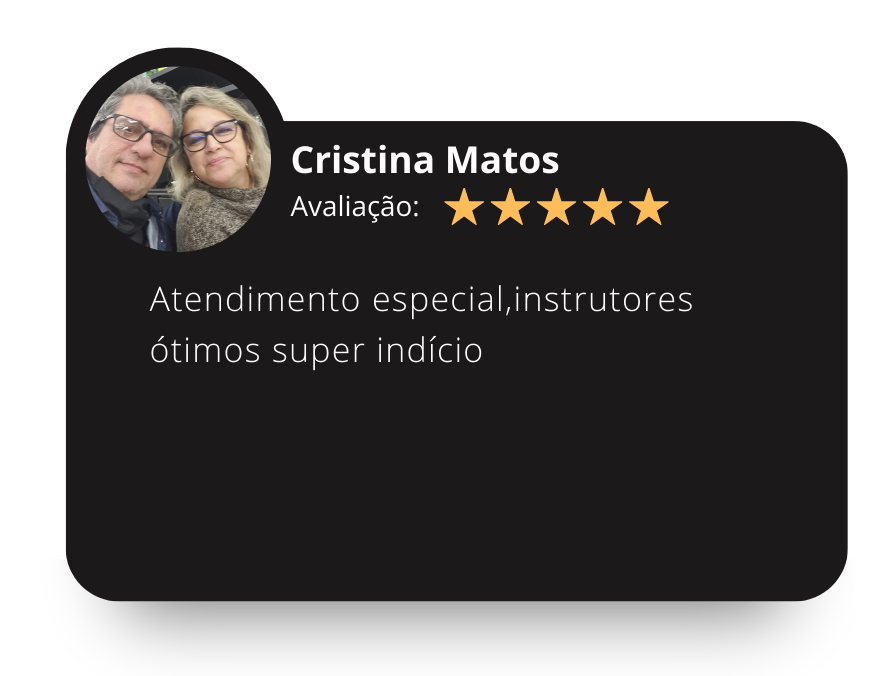 Cristina Matos
Avaliação:
Atendimento especial,instrutores
ótimos super indício